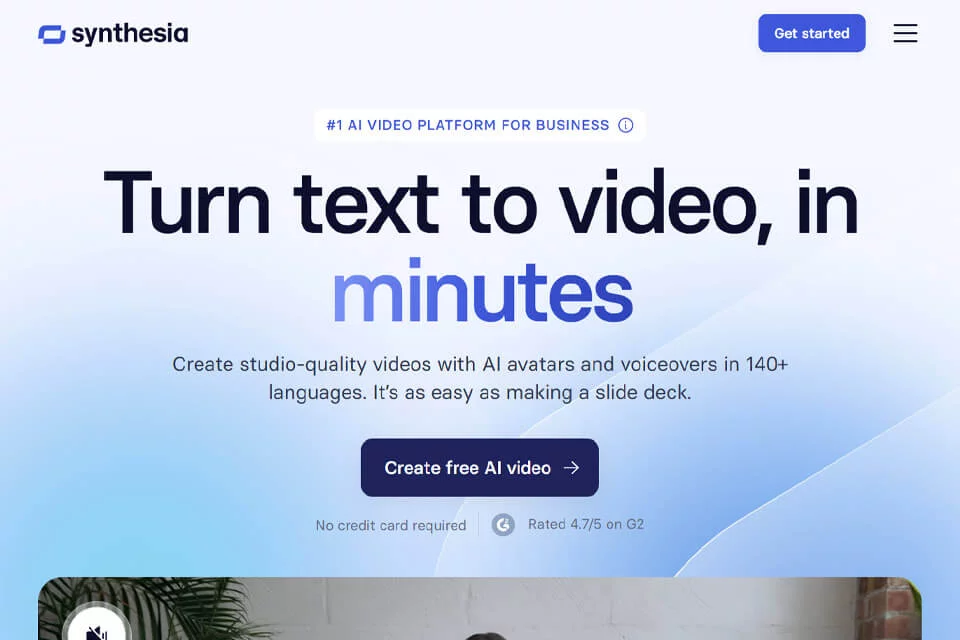 synthesia
Get started
#1 AI VIDEO PLATFORM FOR BUSINESS
Turn text to video, in
minutes
Create studio-quality videos with AI avatars and voiceovers in 140+
languages. It’s as easy as making a slide deck.
Create free AI video
No credit card required
Rated 4.7/5 on G2